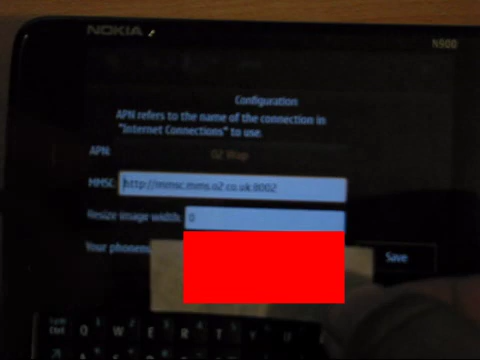 NOKIA
N900
Configuration
APN refers to the name of the connection in
"Internet Connections" to use.
APN: O2 Wap
MMSC: http://mmsc.mms.o2.co.uk:8002
Resize image width: 0
Your
Save
Ctrl Q W E R T Y U